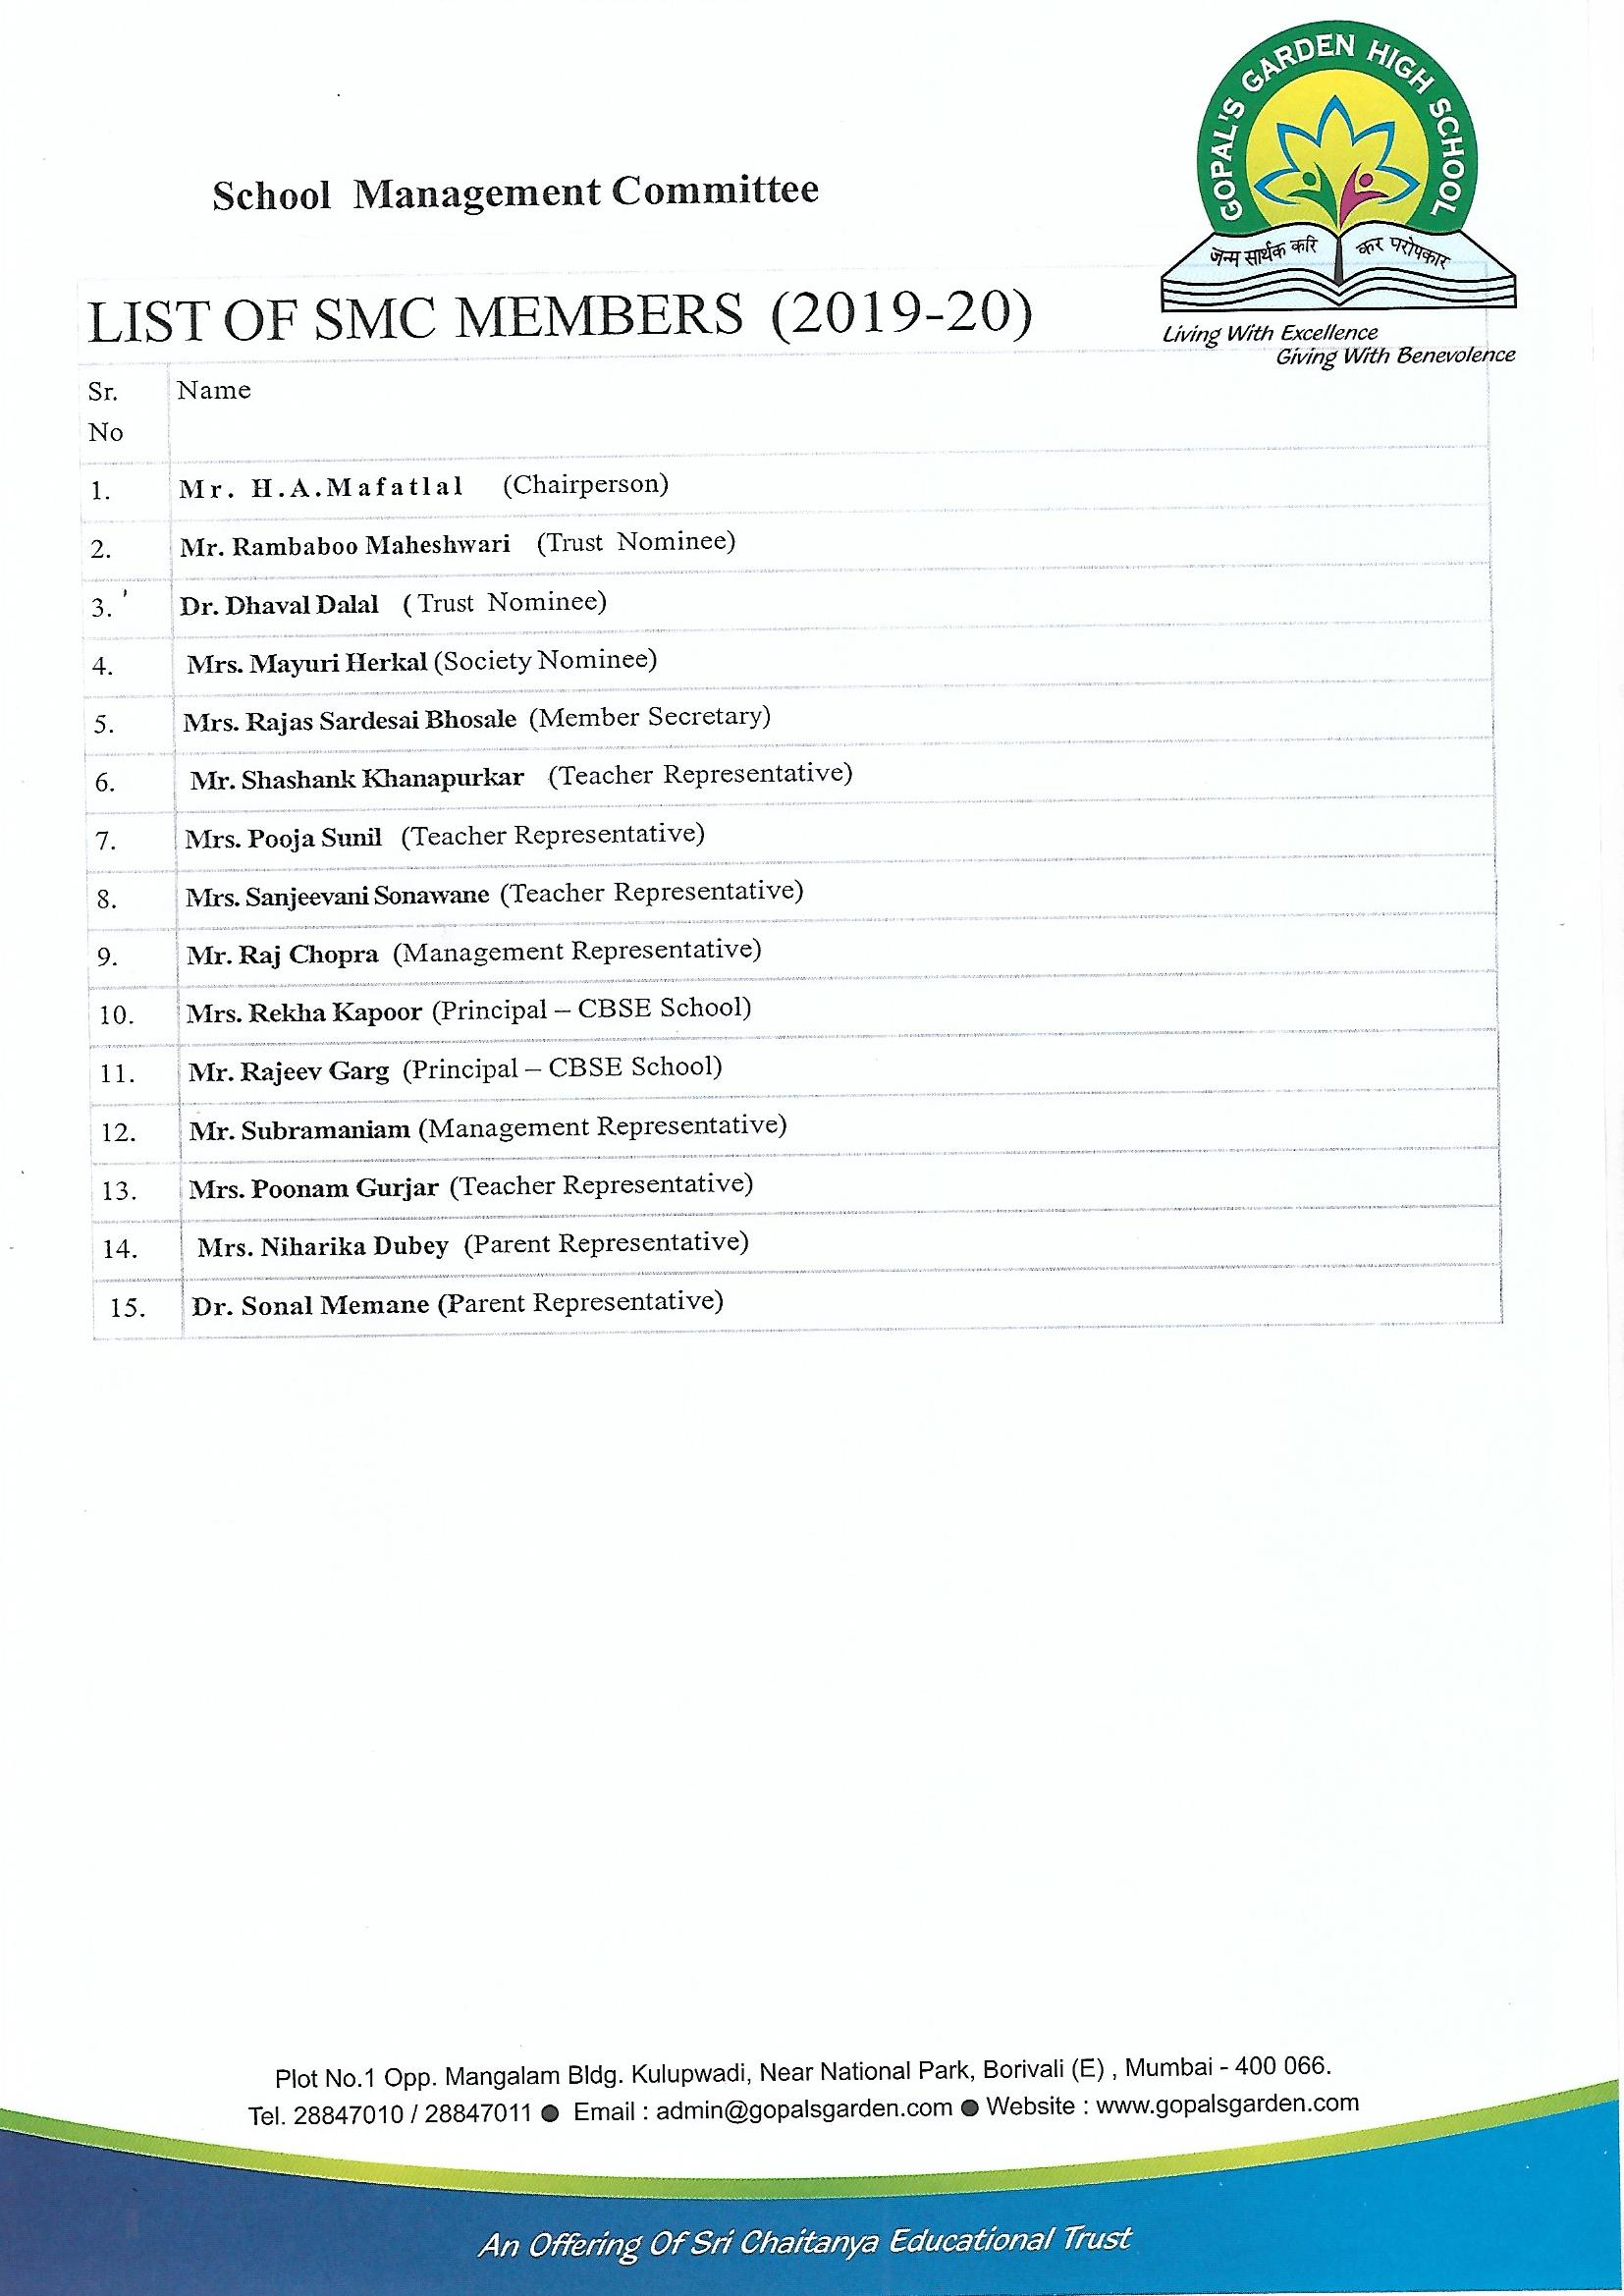 GOPAL'S GARDEN HIGH SCHOOL
जन्म सार्थक करि कर परोपकार
Living With Excellence
Giving With Benevolence
School Management Committee
LIST OF SMC MEMBERS (2019-20)
Sr. No Name
1. Mr. H.A.Mafatlal (Chairperson)
2. Mr. Rambaboo Maheshwari (Trust Nominee)
3. Dr. Dhaval Dalal ( Trust Nominee)
4. Mrs. Mayuri Herkal (Society Nominee)
5. Mrs. Rajas Sardesai Bhosale (Member Secretary)
6. Mr. Shashank Khanapurkar (Teacher Representative)
7. Mrs. Pooja Sunil (Teacher Representative)
8. Mrs. Sanjeevani Sonawane (Teacher Representative)
9. Mr. Raj Chopra (Management Representative)
10. Mrs. Rekha Kapoor (Principal – CBSE School)
11. Mr. Rajeev Garg (Principal – CBSE School)
12. Mr. Subramaniam (Management Representative)
13. Mrs. Poonam Gurjar (Teacher Representative)
14. Mrs. Niharika Dubey (Parent Representative)
15. Dr. Sonal Memane (Parent Representative)
Plot No.1 Opp. Mangalam Bldg. Kulupwadi, Near National Park, Borivali (E) , Mumbai - 400 066.
Tel. 28847010 / 28847011 ● Email : admin@gopalsgarden.com ● Website : www.gopalsgarden.com
An Offering Of Sri Chaitanya Educational Trust